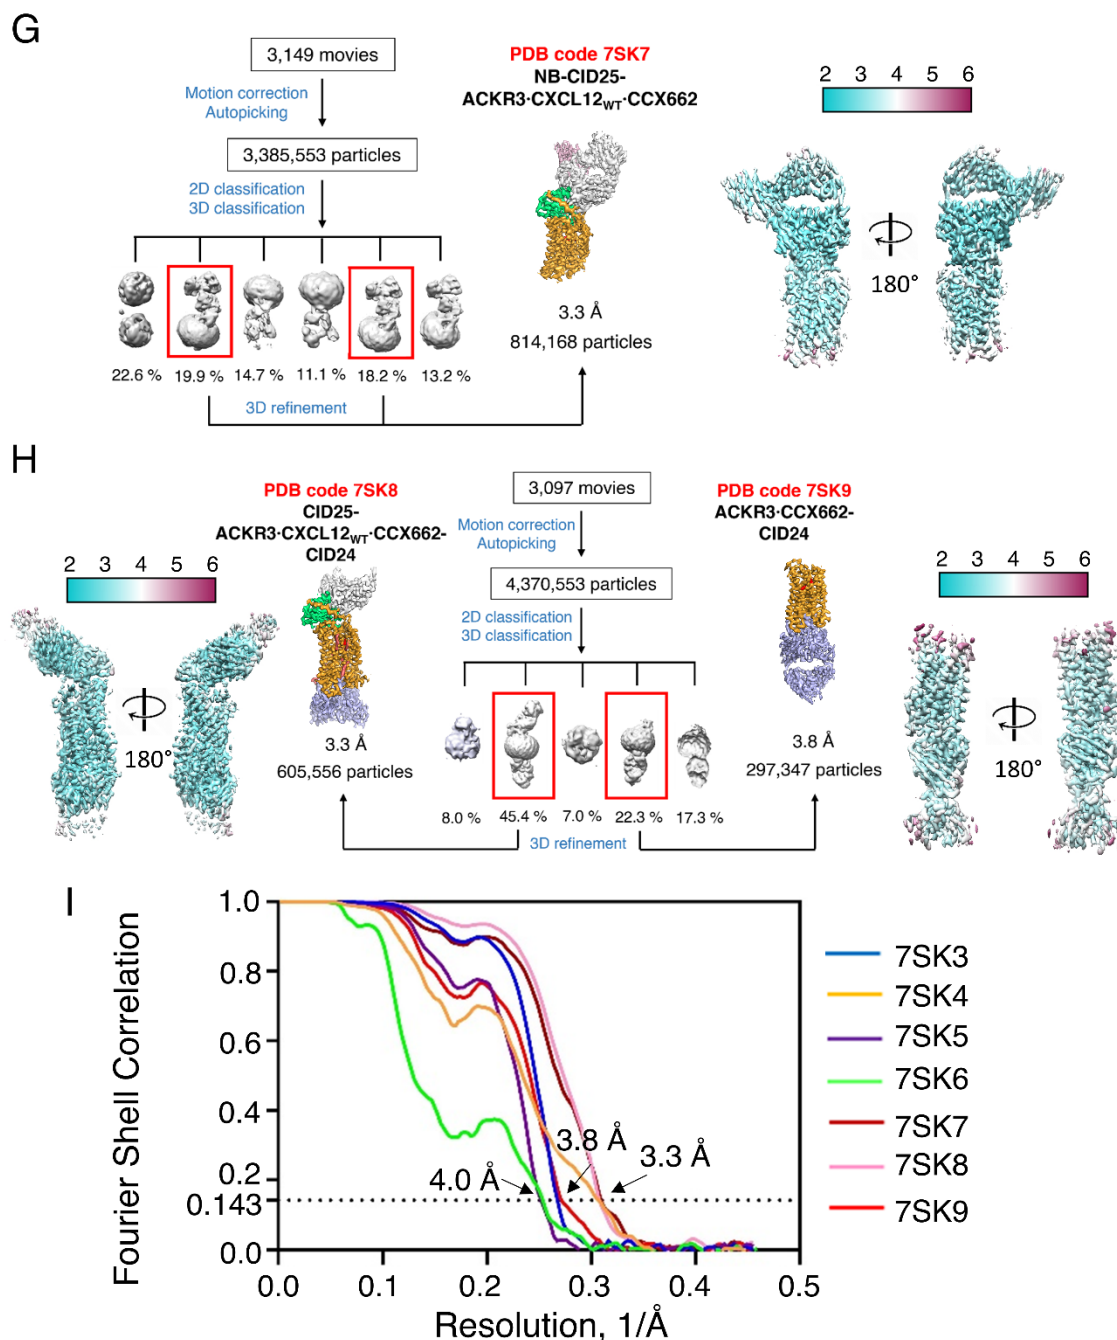 G
3,149 movies
Motion correction
Autopicking
3,385,553 particles
2D classification
3D classification
22.6 %
19.9 %
14.7 %
11.1 %
18.2 %
13.2 %
3D refinement
PDB code 7SK7
NB-CID25-
ACKR3·CXCL12WT·CCX662
3.3 Å
814,168 particles
2 3 4 5 6
180°
H
PDB code 7SK8
CID25-
ACKR3·CXCL12WT·CCX662-
CID24
2 3 4 5 6
180°
3.3 Å
605,556 particles
3,097 movies
Motion correction
Autopicking
4,370,553 particles
2D classification
3D classification
8.0 %
45.4 %
7.0 %
22.3 %
17.3 %
3D refinement
PDB code 7SK9
ACKR3·CCX662-
CID24
3.8 Å
297,347 particles
2 3 4 5 6
180°
I
Fourier Shell Correlation
1.0
0.8
0.6
0.4
0.2
0.143
0.0
4.0 Å
3.8 Å
3.3 Å
0.0 0.1 0.2 0.3 0.4 0.5
Resolution, 1/Å
7SK3
7SK4
7SK5
7SK6
7SK7
7SK8
7SK9